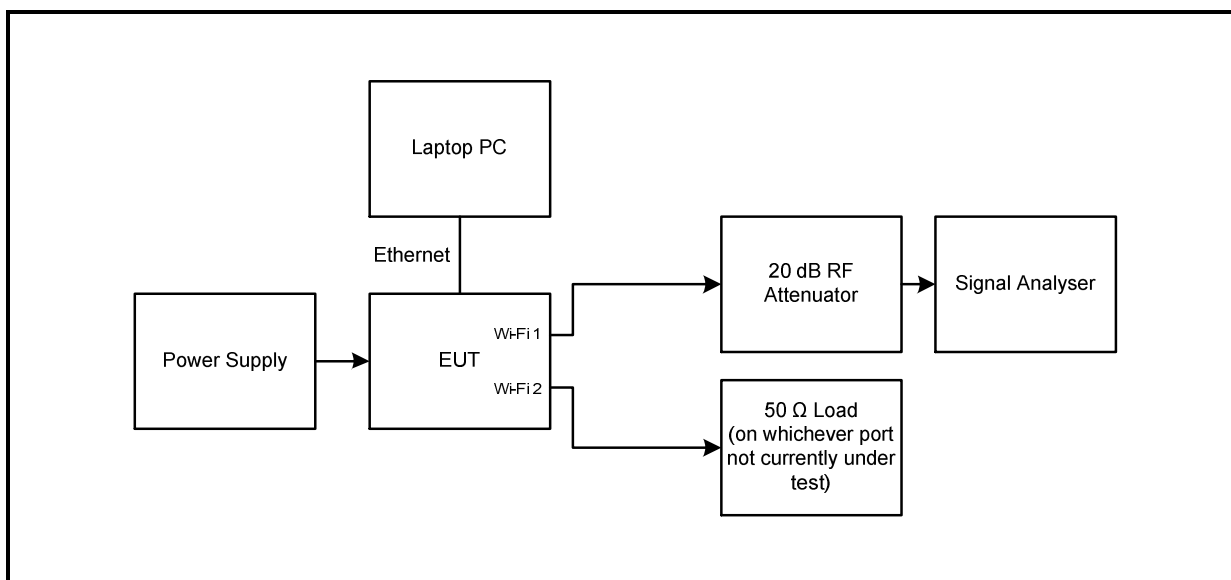 Laptop PC
Ethernet
Power Supply
EUT
Wi-Fi 1
Wi-Fi 2
20 dB RF
Attenuator
Signal Analyser
50 Ω Load
(on whichever port
not currently under
test)